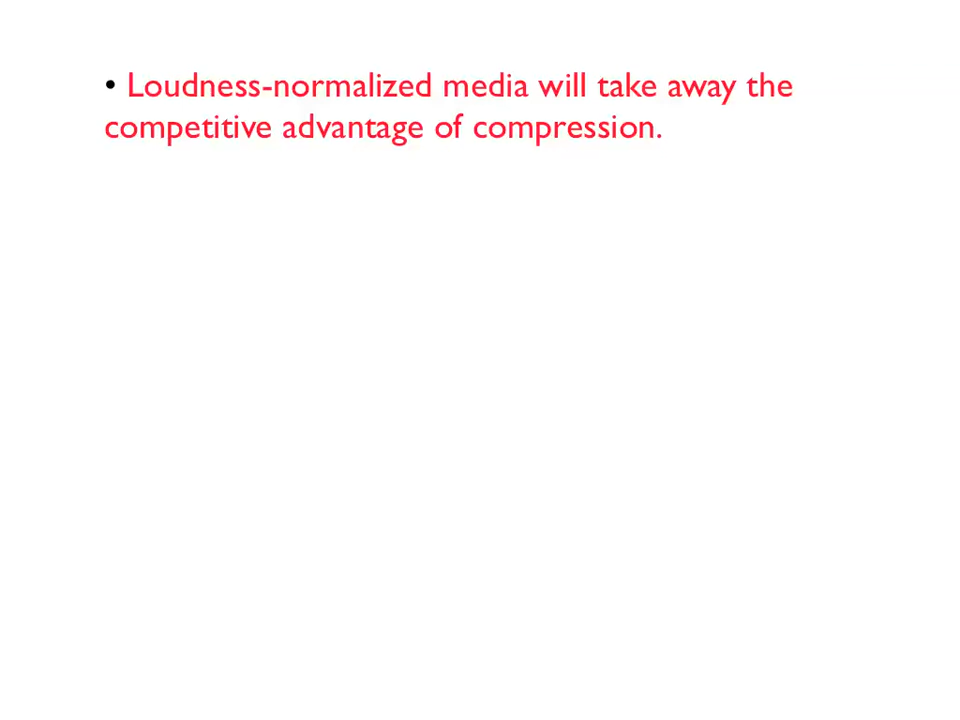 • Loudness-normalized media will take away the
competitive advantage of compression.